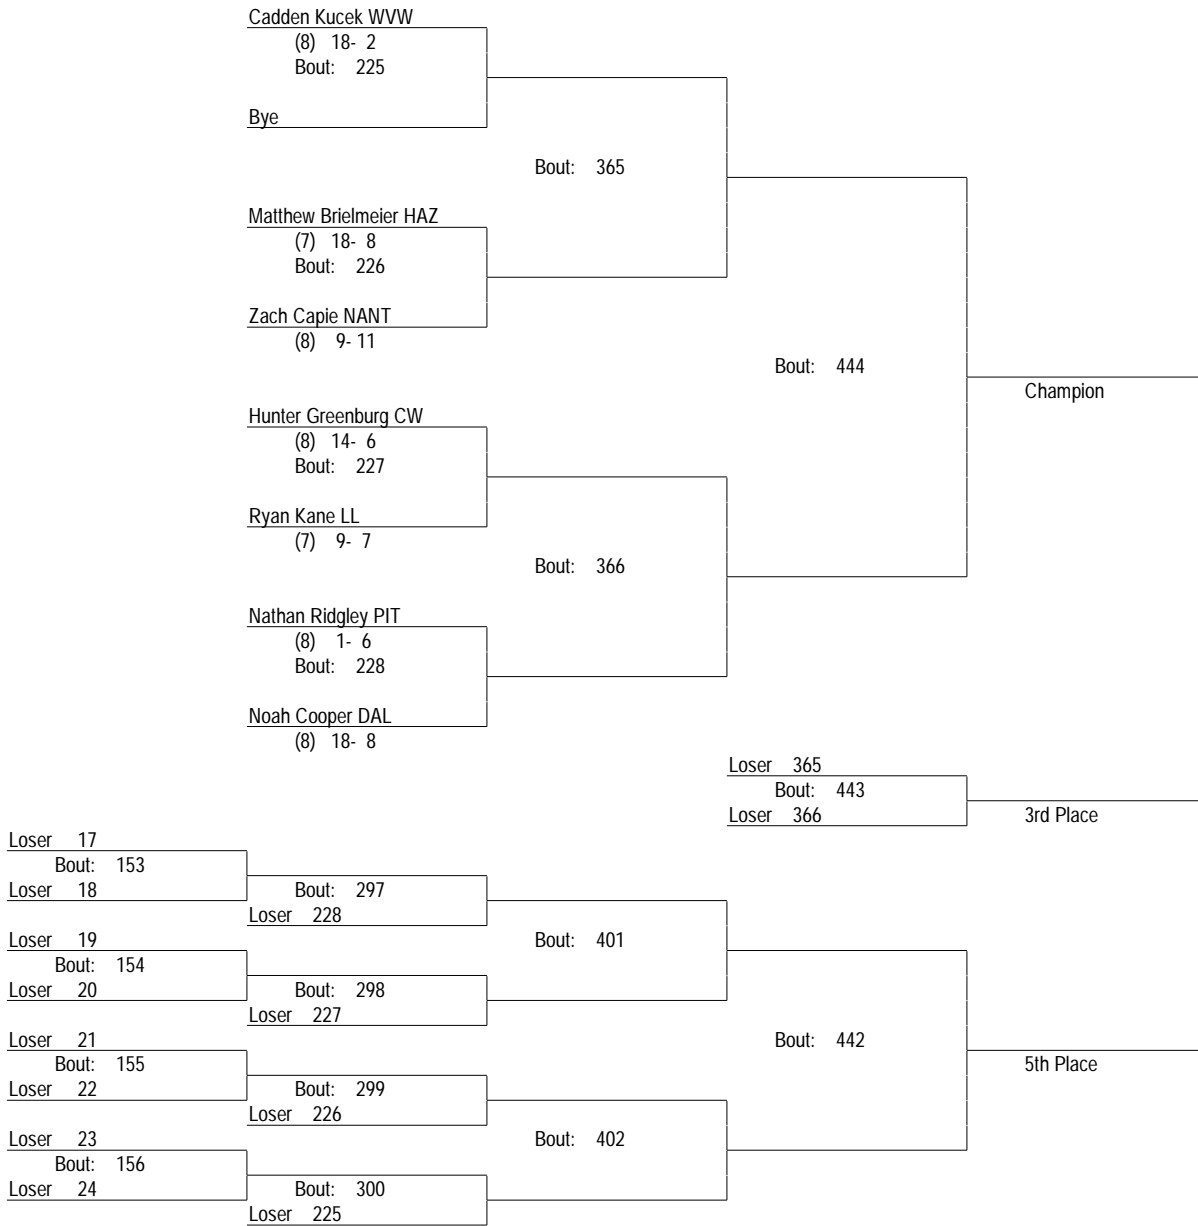 Cadden Kucek WVW
(8) 18- 2
Bout: 225
Bye
Bout: 365
Matthew Brielmeier HAZ
(7) 18- 8
Bout: 226
Zach Capie NANT
(8) 9- 11
Bout: 444
Champion
Hunter Greenburg CW
(8) 14- 6
Bout: 227
Ryan Kane LL
(7) 9- 7
Bout: 366
Nathan Ridgley PIT
(8) 1- 6
Bout: 228
Noah Cooper DAL
(8) 18- 8
Loser 365
Bout: 443
Loser 366
3rd Place
Loser 17
Bout: 153
Loser 18
Bout: 297
Loser 228
Loser 19
Bout: 401
Bout: 154
Loser 20
Bout: 298
Loser 227
Loser 21
Bout: 442
Bout: 155
5th Place
Loser 22
Bout: 299
Loser 226
Loser 23
Bout: 402
Bout: 156
Loser 24
Bout: 300
Loser 225